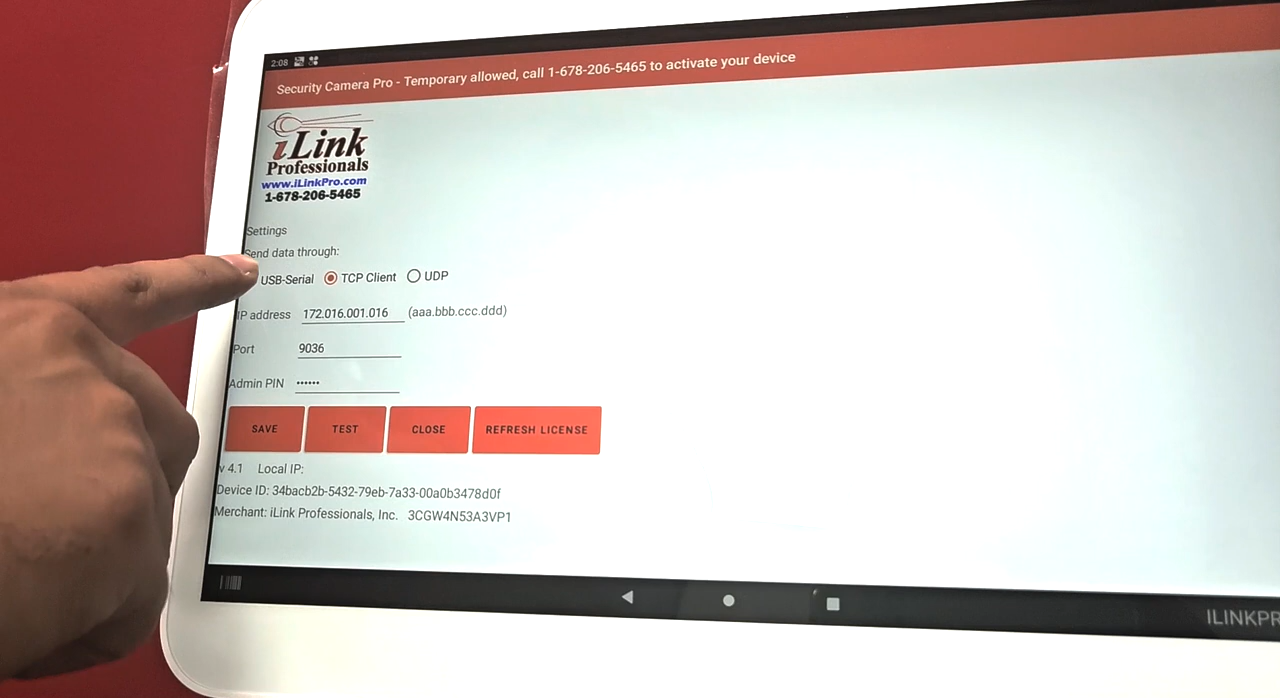 2:08
Security Camera Pro - Temporary allowed, call 1-678-206-5465 to activate your device
iLink
Professionals
www.iLinkPro.com
1-678-206-5465
Settings
Send data through:
USB-Serial TCP Client UDP
IP address 172.016.001.016 (aaa.bbb.ccc.ddd)
Port 9036
Admin PIN ••••••
SAVE TEST CLOSE REFRESH LICENSE
v 4.1 Local IP:
Device ID: 34bacb2b-5432-79eb-7a33-00a0b3478d0f
Merchant: iLink Professionals, Inc. 3CGW4N53A3VP1
ILINKPR